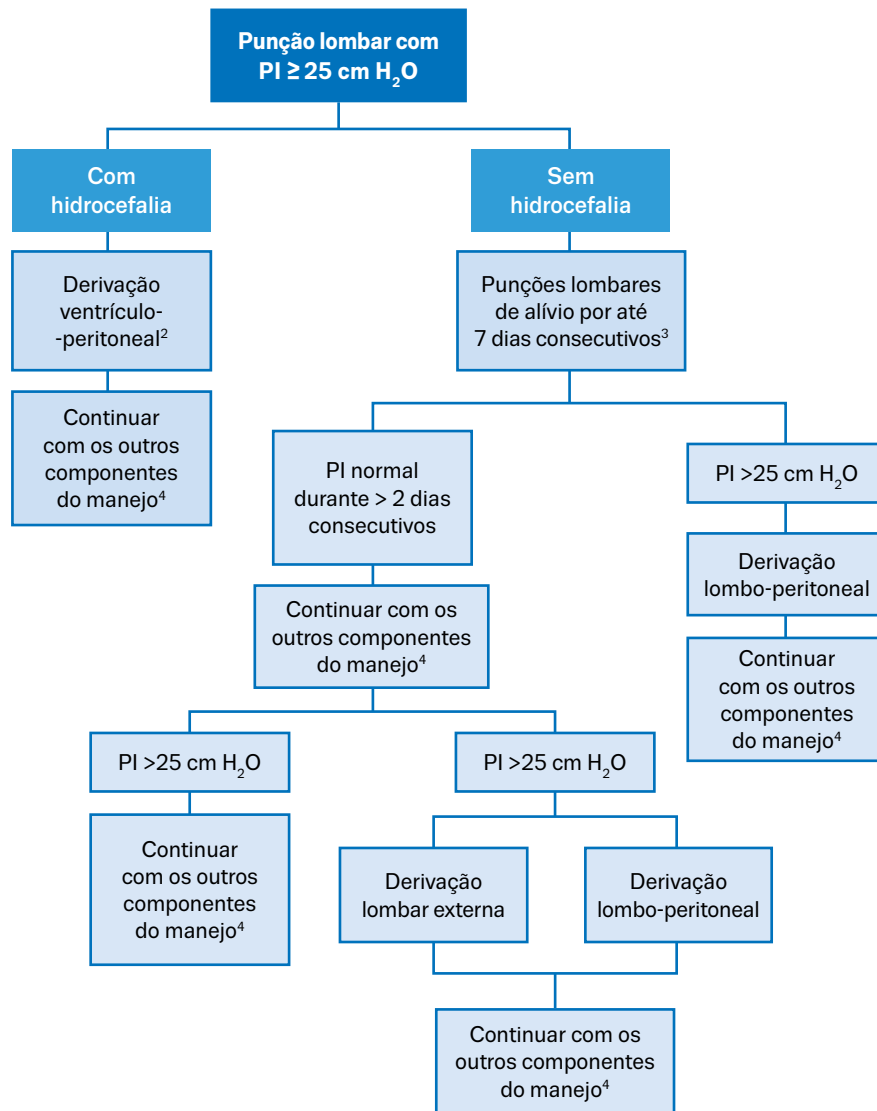 Punção lombar com
PI ≥ 25 cm H₂O
Com
hidrocefalia
Sem
hidrocefalia
Derivação
ventrículo-
-peritoneal²
Punções lombares
de alívio por até
7 dias consecutivos³
Continuar
com os outros
componentes
do manejo⁴
PI normal
durante > 2 dias
consecutivos
PI >25 cm H₂O
Derivação
lombo-peritoneal
Continuar com os
outros componentes
do manejo⁴
Continuar
com os outros
componentes
do manejo⁴
PI >25 cm H₂O
PI >25 cm H₂O
Continuar
com os outros
componentes
do manejo⁴
Derivação
lombar externa
Derivação
lombo-peritoneal
Continuar com os
outros componentes
do manejo⁴